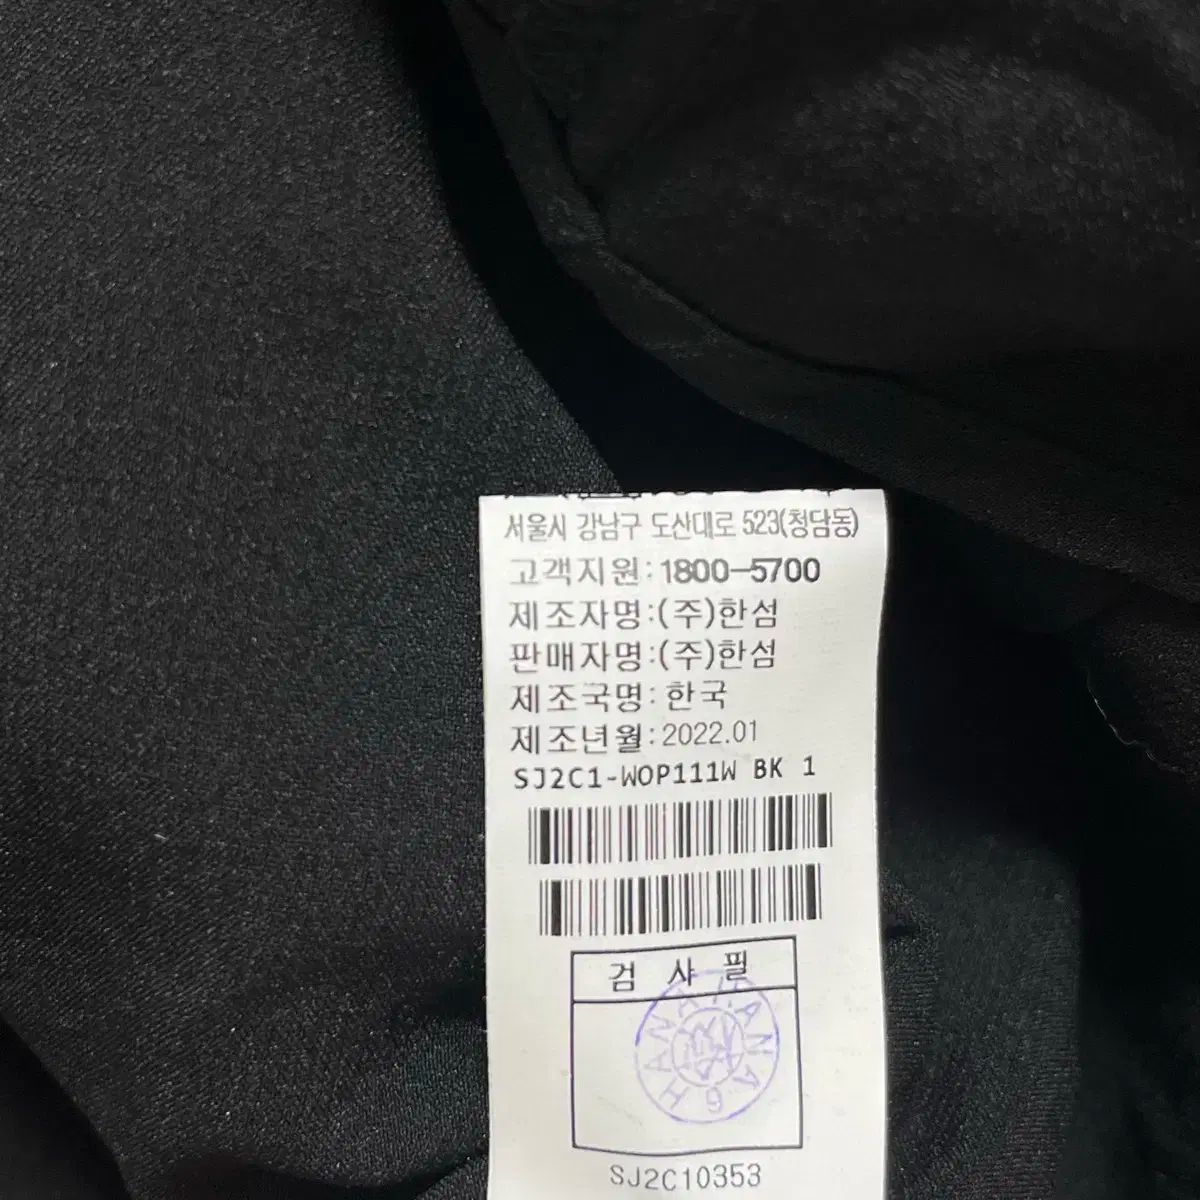 서울시 강남구 도산대로 523(청담동)
고객지원:1800-5700
제조자명:(주)한섬
판매자명:(주)한섬
제조국명:한국
제조년월:2022.01
SJ2C1-WOP111W BK 1
검 사 필
SJ2C10353